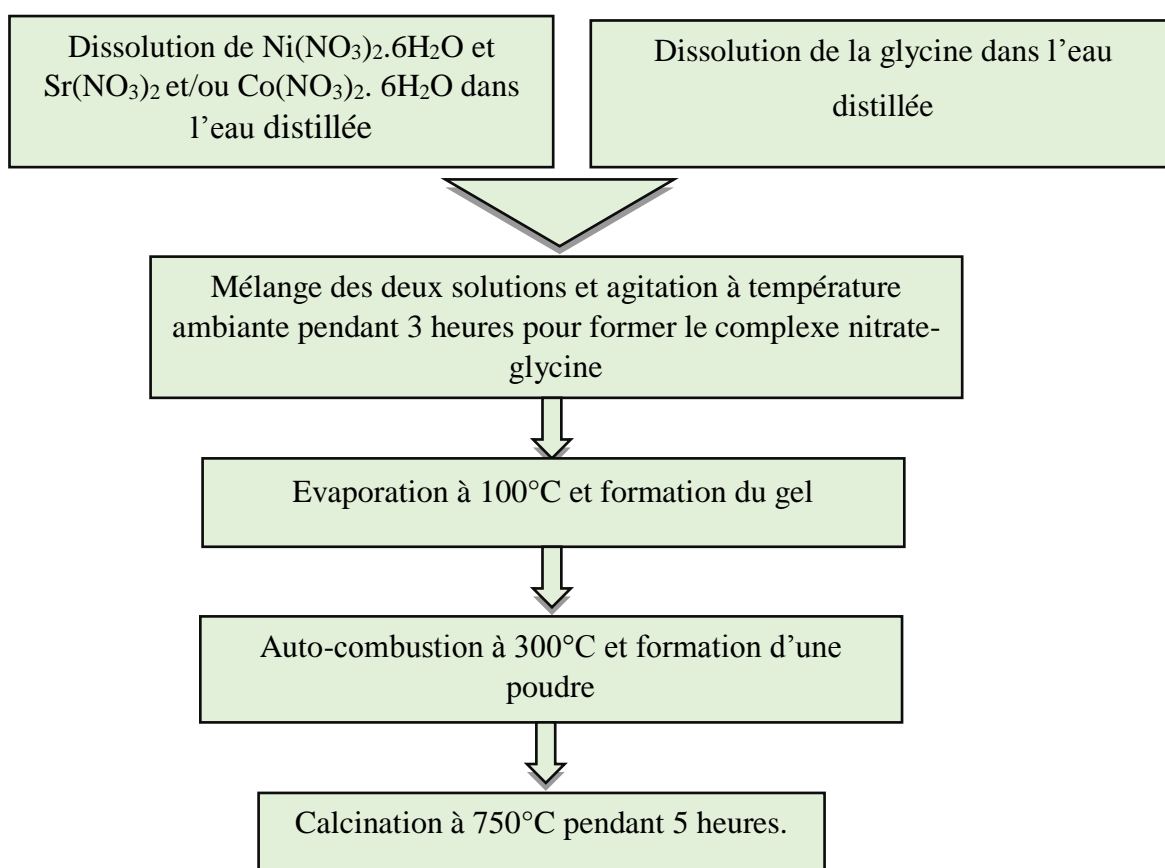 Dissolution de Ni(NO₃)₂.6H₂O et
Sr(NO₃)₂ et/ou Co(NO₃)₂. 6H₂O dans
l’eau distillée
Dissolution de la glycine dans l’eau
distillée
Mélange des deux solutions et agitation à température
ambiante pendant 3 heures pour former le complexe nitrate-
glycine
Evaporation à 100°C et formation du gel
Auto-combustion à 300°C et formation d’une
poudre
Calcination à 750°C pendant 5 heures.